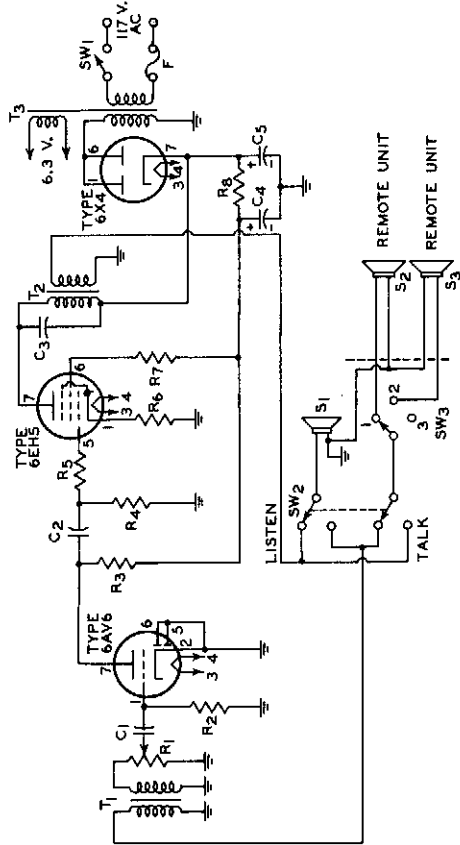 T3
SW1
117 V.
AC
6.3 V.
F
TYPE
6X4
6
1
7
3
4
T2
C3
TYPE
6EH5
7
6
5
1
3
4
R5
R6
R7
R8
C4
+
-
C5
+
-
C2
R4
R3
TYPE
6AV6
7
6
5
2
1
3
4
C1
R1
R2
T1
LISTEN
SW2
TALK
S1
1
2
3
SW3
S2
REMOTE UNIT
S3
REMOTE UNIT